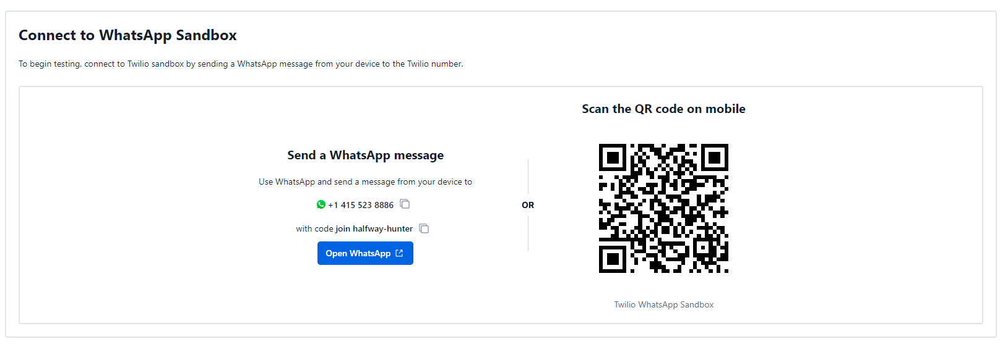 Connect to WhatsApp Sandbox
To begin testing, connect to Twilio sandbox by sending a WhatsApp message from your device to the Twilio number.
Send a WhatsApp message
Use WhatsApp and send a message from your device to
+1 415 523 8886
with code join halfway-hunter
Open WhatsApp
OR
Scan the QR code on mobile
Twilio WhatsApp Sandbox